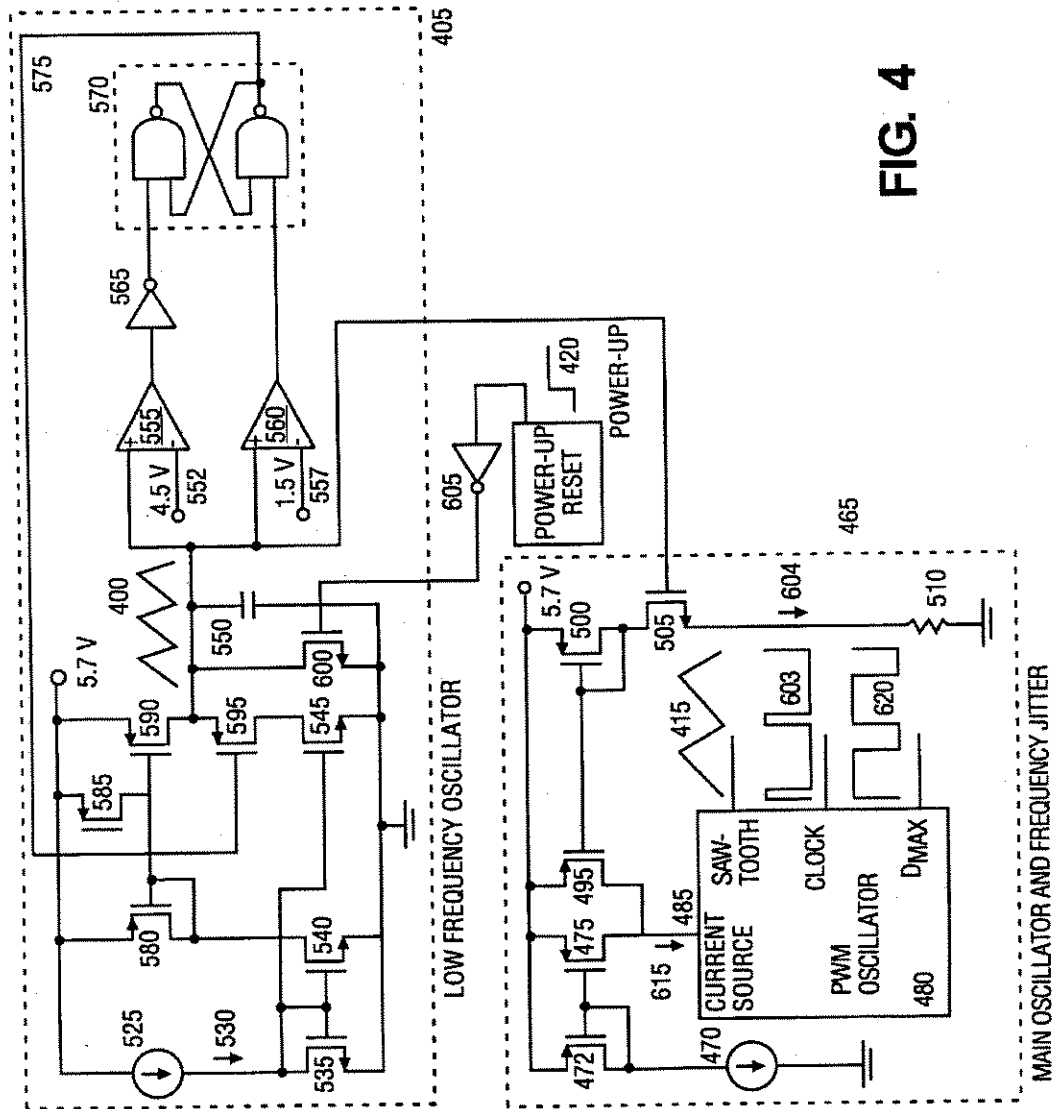 405
575
570
565
555
+
-
4.5 V
552
560
+
-
1.5 V
557
400
5.7 V
590
550
585
595
600
580
545
525
530
540
535
LOW FREQUENCY OSCILLATOR
605
POWER-UP
RESET
420
POWER-UP
465
5.7 V
500
505
604
510
495
475
472
470
615
485
CURRENT
SOURCE
SAW-
TOOTH
415
CLOCK
603
PWM
OSCILLATOR
DMAX
620
480
MAIN OSCILLATOR AND FREQUENCY JITTER
FIG. 4